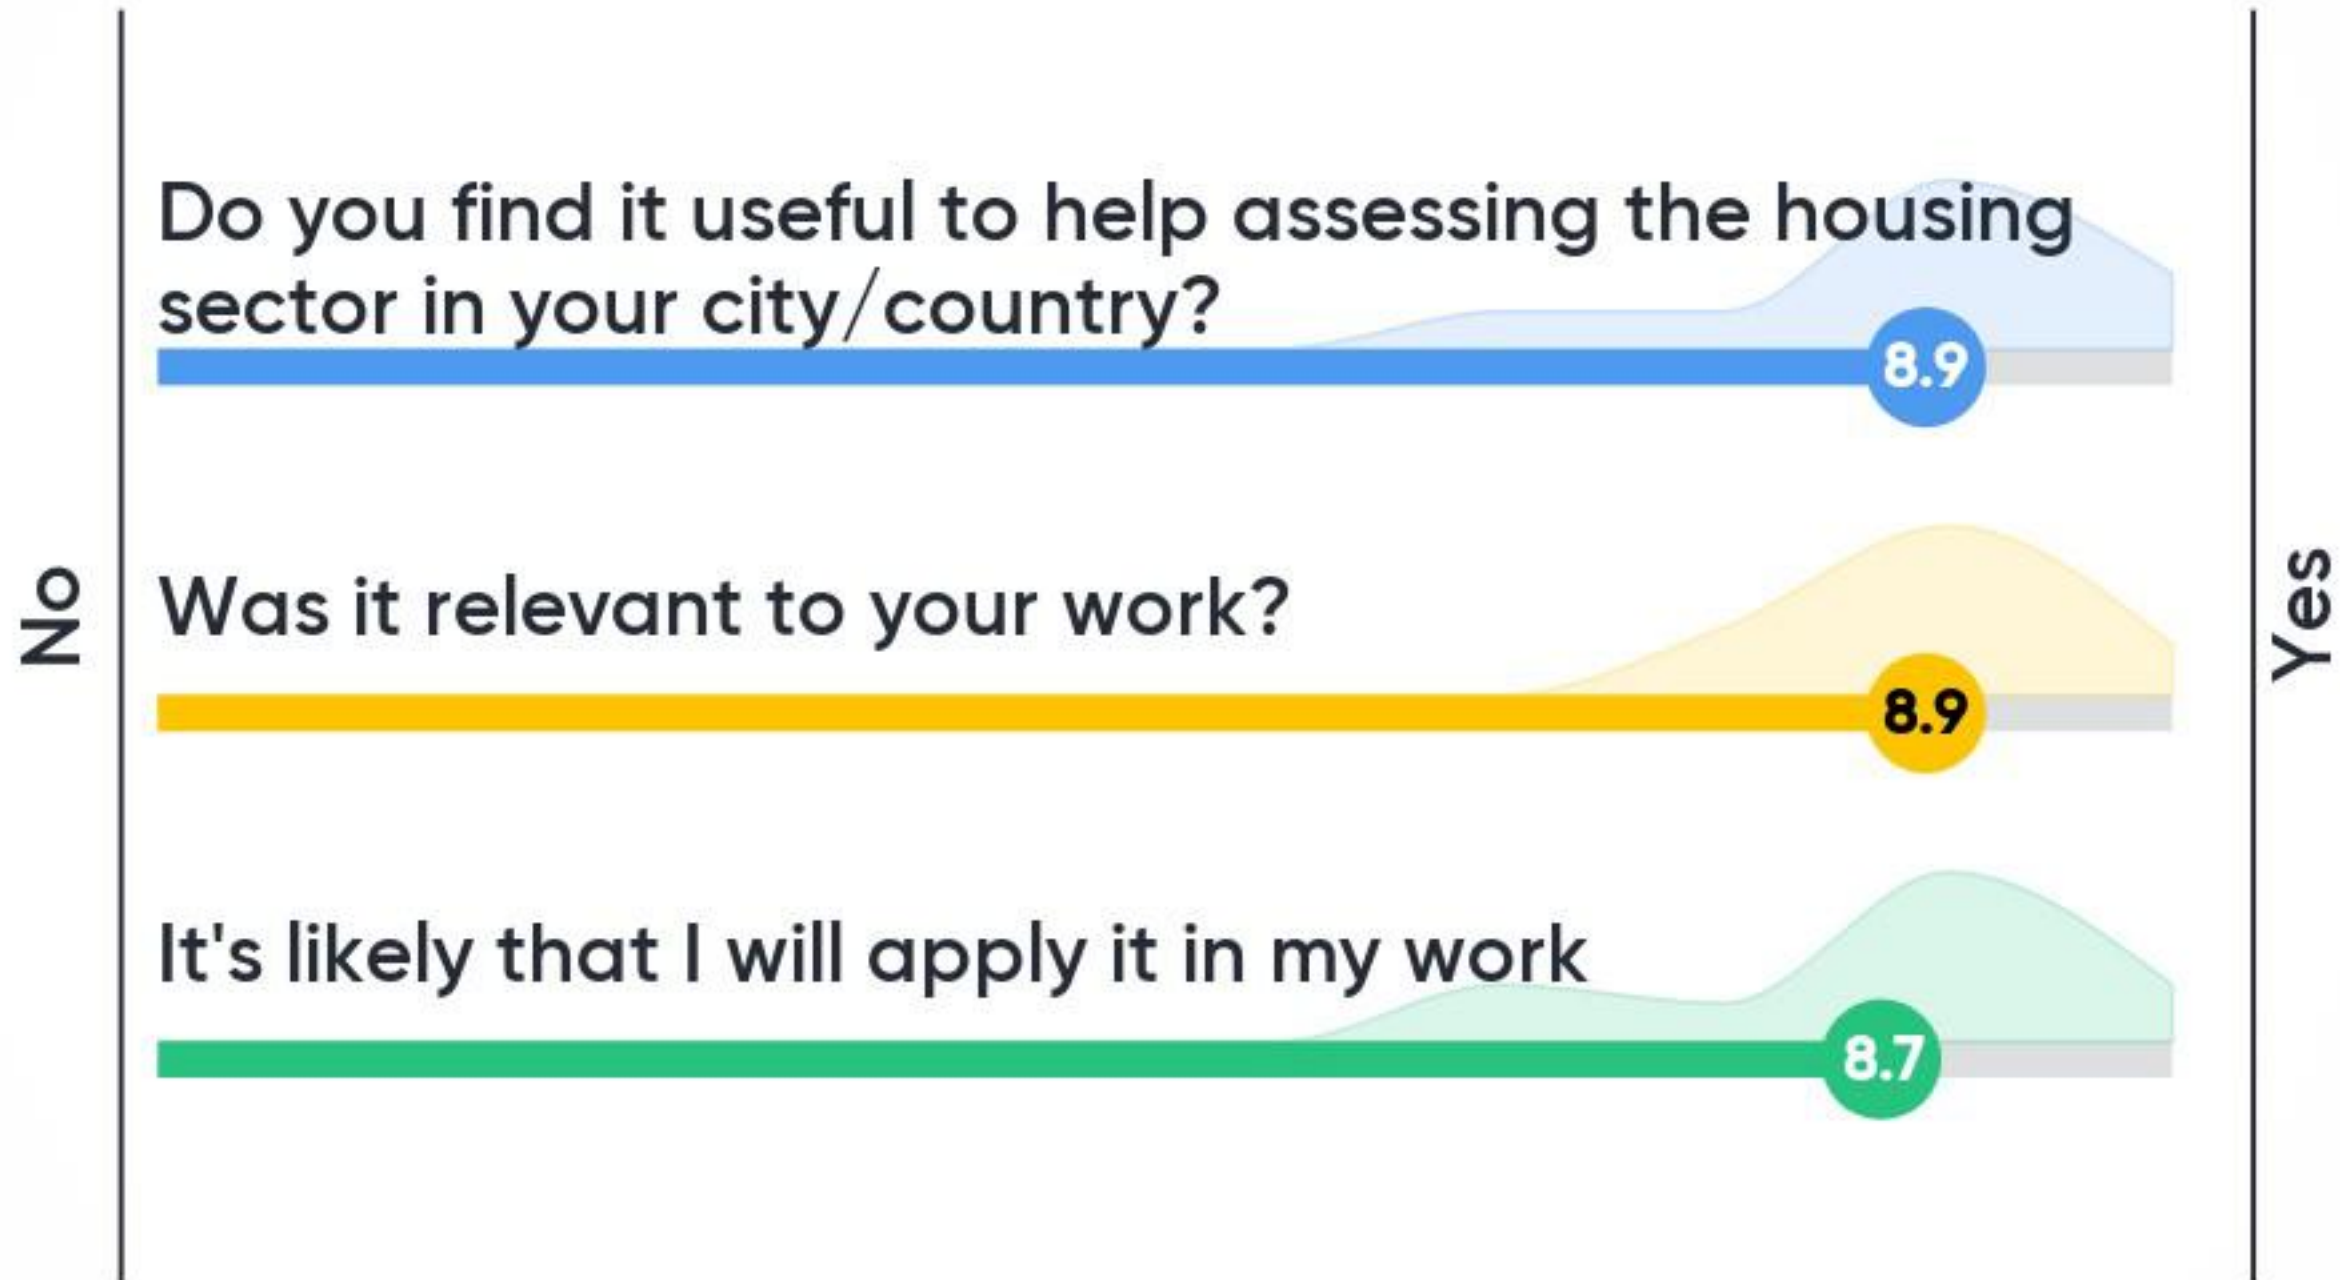 No
Do you find it useful to help assessing the housing
sector in your city/country?
8.9
Was it relevant to your work?
8.9
It's likely that I will apply it in my work
8.7
Yes